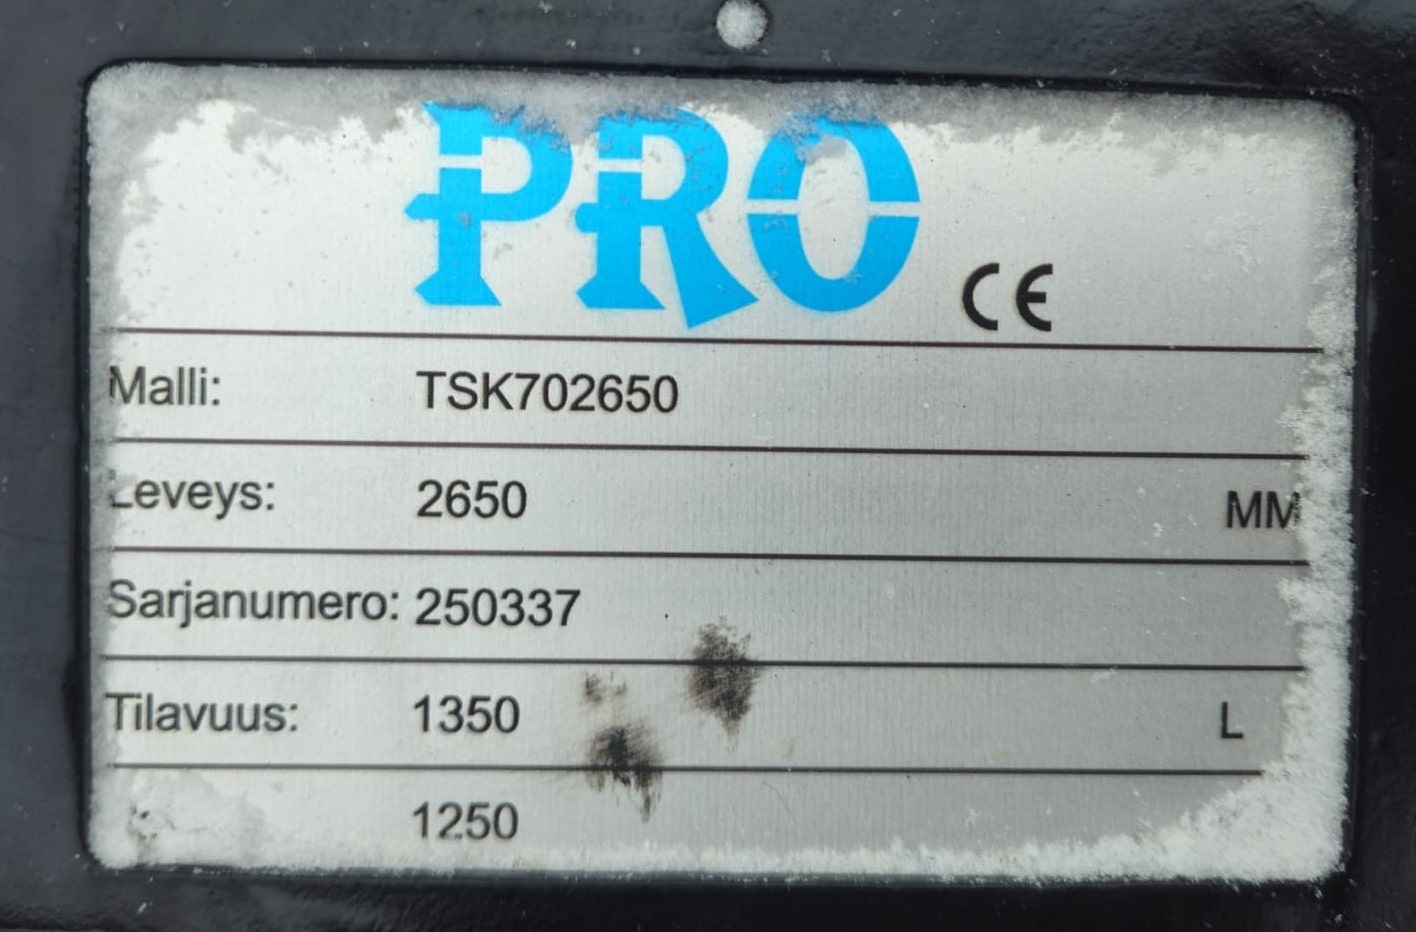 PRO CE
Malli: TSK702650
Leveys: 2650 MM
Sarjanumero: 250337
Tilavuus: 1350 L
1250